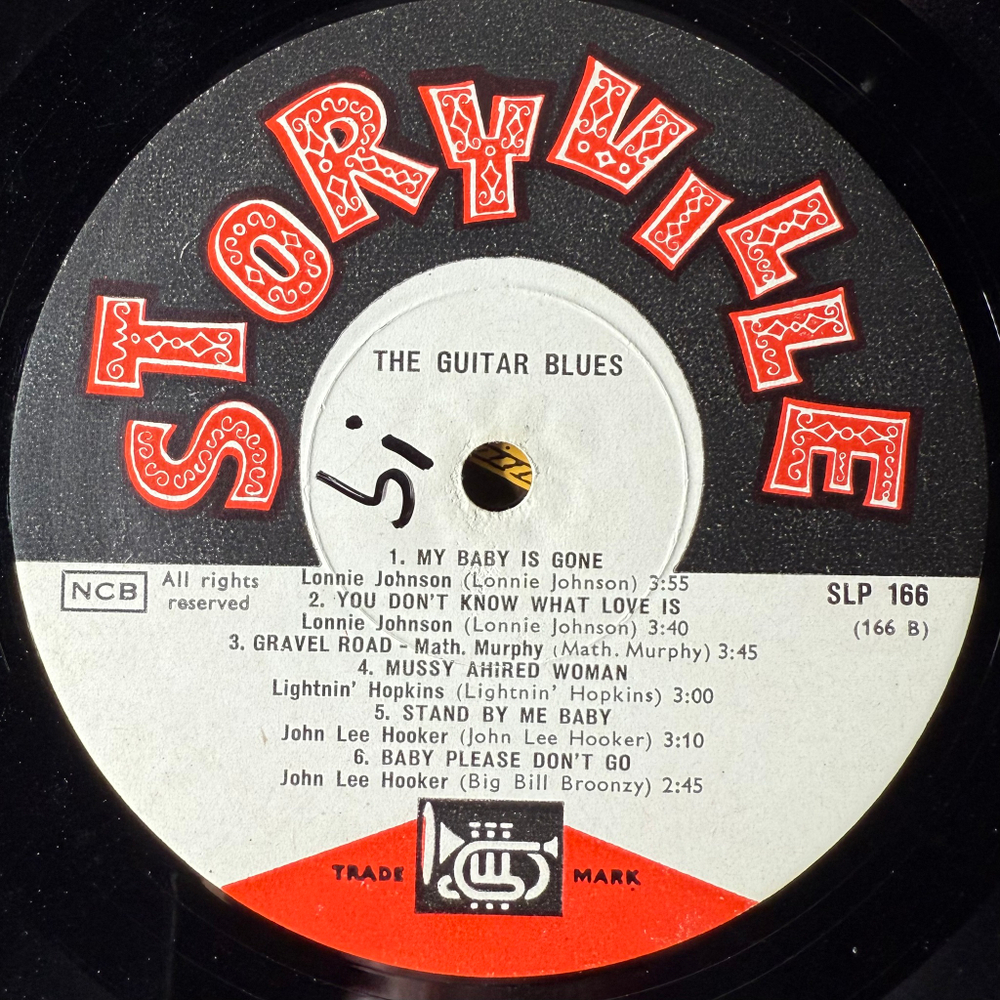 STORYVILLE
THE GUITAR BLUES
1. MY BABY IS GONE
Lonnie Johnson (Lonnie Johnson) 3:55
2. YOU DON'T KNOW WHAT LOVE IS
Lonnie Johnson (Lonnie Johnson) 3:40
3. GRAVEL ROAD - Math. Murphy (Math. Murphy) 3:45
4. MUSSY AHIRED WOMAN
Lightnin' Hopkins (Lightnin' Hopkins) 3:00
5. STAND BY ME BABY
John Lee Hooker (John Lee Hooker) 3:10
6. BABY PLEASE DON'T GO
John Lee Hooker (Big Bill Broonzy) 2:45
NCB
All rights
reserved
SLP 166
(166 B)
TRADE MARK